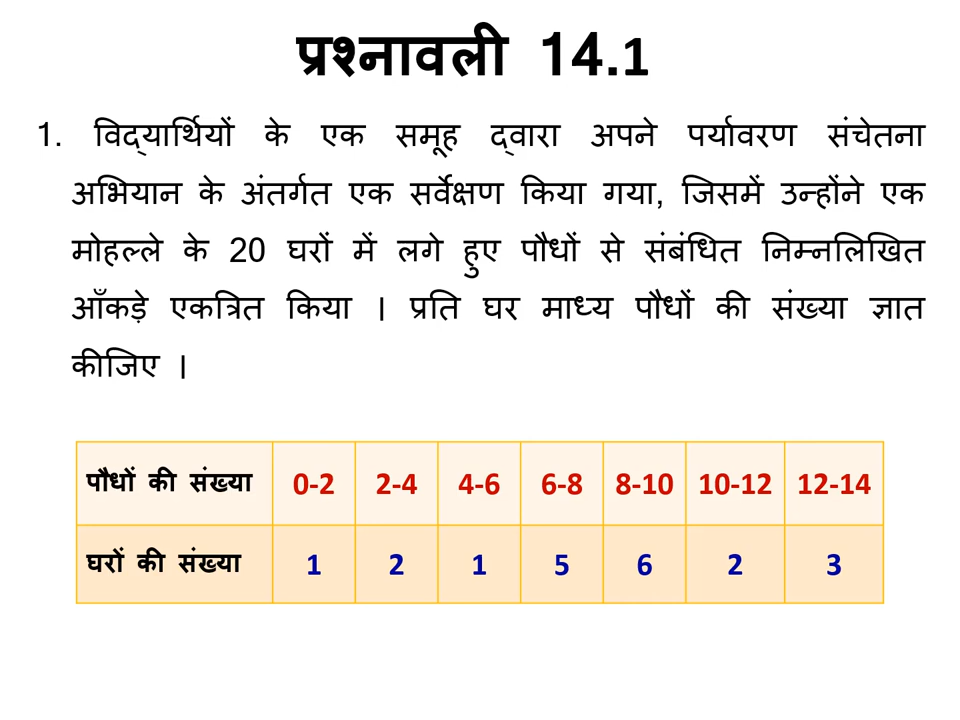 प्रश्नावली 14.1
1. विद्यार्थियों के एक समूह द्वारा अपने पर्यावरण संचेतना
अभियान के अंतर्गत एक सर्वेक्षण किया गया, जिसमें उन्होंने एक
मोहल्ले के 20 घरों में लगे हुए पौधों से संबंधित निम्नलिखित
आँकड़े एकत्रित किया । प्रति घर माध्य पौधों की संख्या ज्ञात
कीजिए ।
पौधों की संख्या 0-2 2-4 4-6 6-8 8-10 10-12 12-14
घरों की संख्या 1 2 1 5 6 2 3